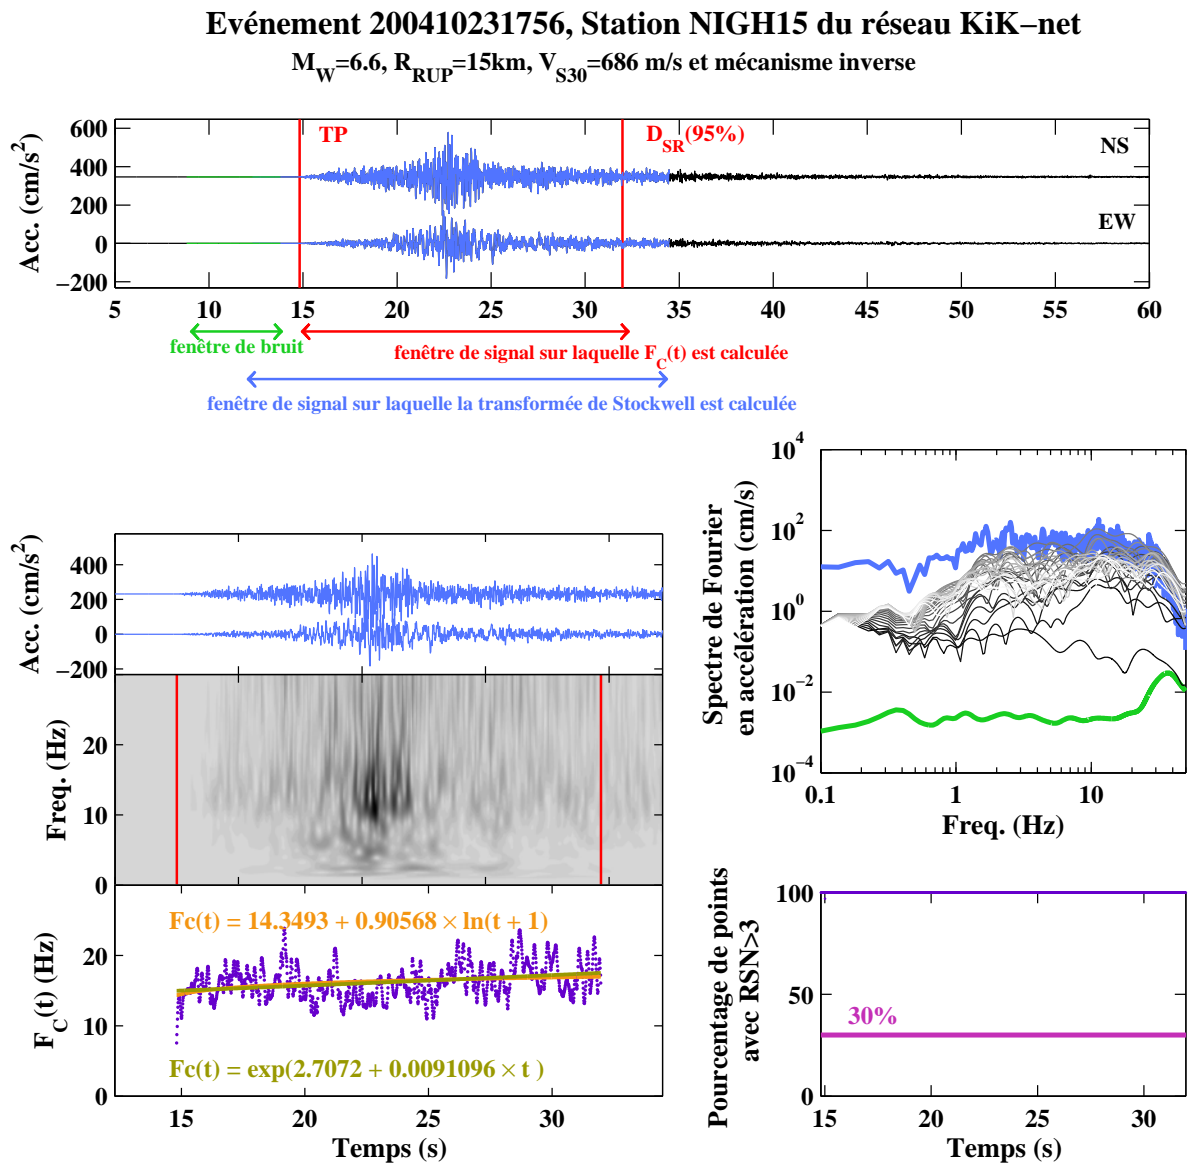 Evénement 200410231756, Station NIGH15 du réseau KiK−net
M_W=6.6, R_RUP=15km, V_S30=686 m/s et mécanisme inverse
Acc. (cm/s²)
600
400
200
0
−200
TP
D_SR(95%)
NS
EW
5 10 15 20 25 30 35 40 45 50 55 60
fenêtre de bruit
fenêtre de signal sur laquelle F_C(t) est calculée
fenêtre de signal sur laquelle la transformée de Stockwell est calculée
Acc. (cm/s²)
400
200
0
−200
Freq. (Hz)
20
10
0
F_C(t) (Hz)
20
10
0
Fc(t) = 14.3493 + 0.90568 × ln(t + 1)
Fc(t) = exp(2.7072 + 0.0091096 × t )
15 20 25 30
Temps (s)
Spectre de Fourier
en accélération (cm/s)
10⁴
10²
10⁰
10⁻²
10⁻⁴
0.1 1 10
Freq. (Hz)
Pourcentage de points
avec RSN>3
100
50
0
30%
15 20 25 30
Temps (s)